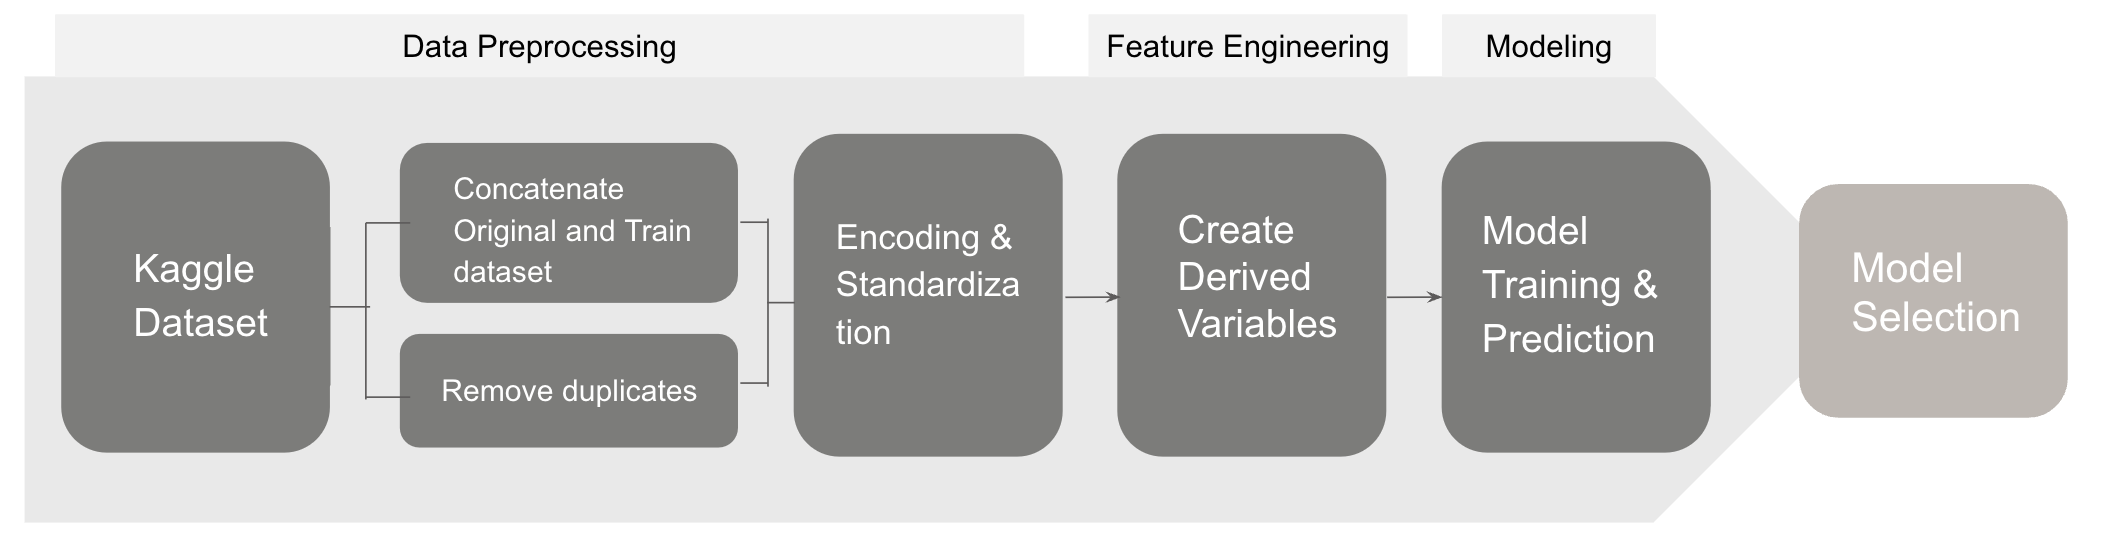 Data Preprocessing
Feature Engineering
Modeling
Kaggle
Dataset
Concatenate
Original and Train
dataset
Remove duplicates
Encoding &
Standardiza
tion
Create
Derived
Variables
Model
Training &
Prediction
Model
Selection